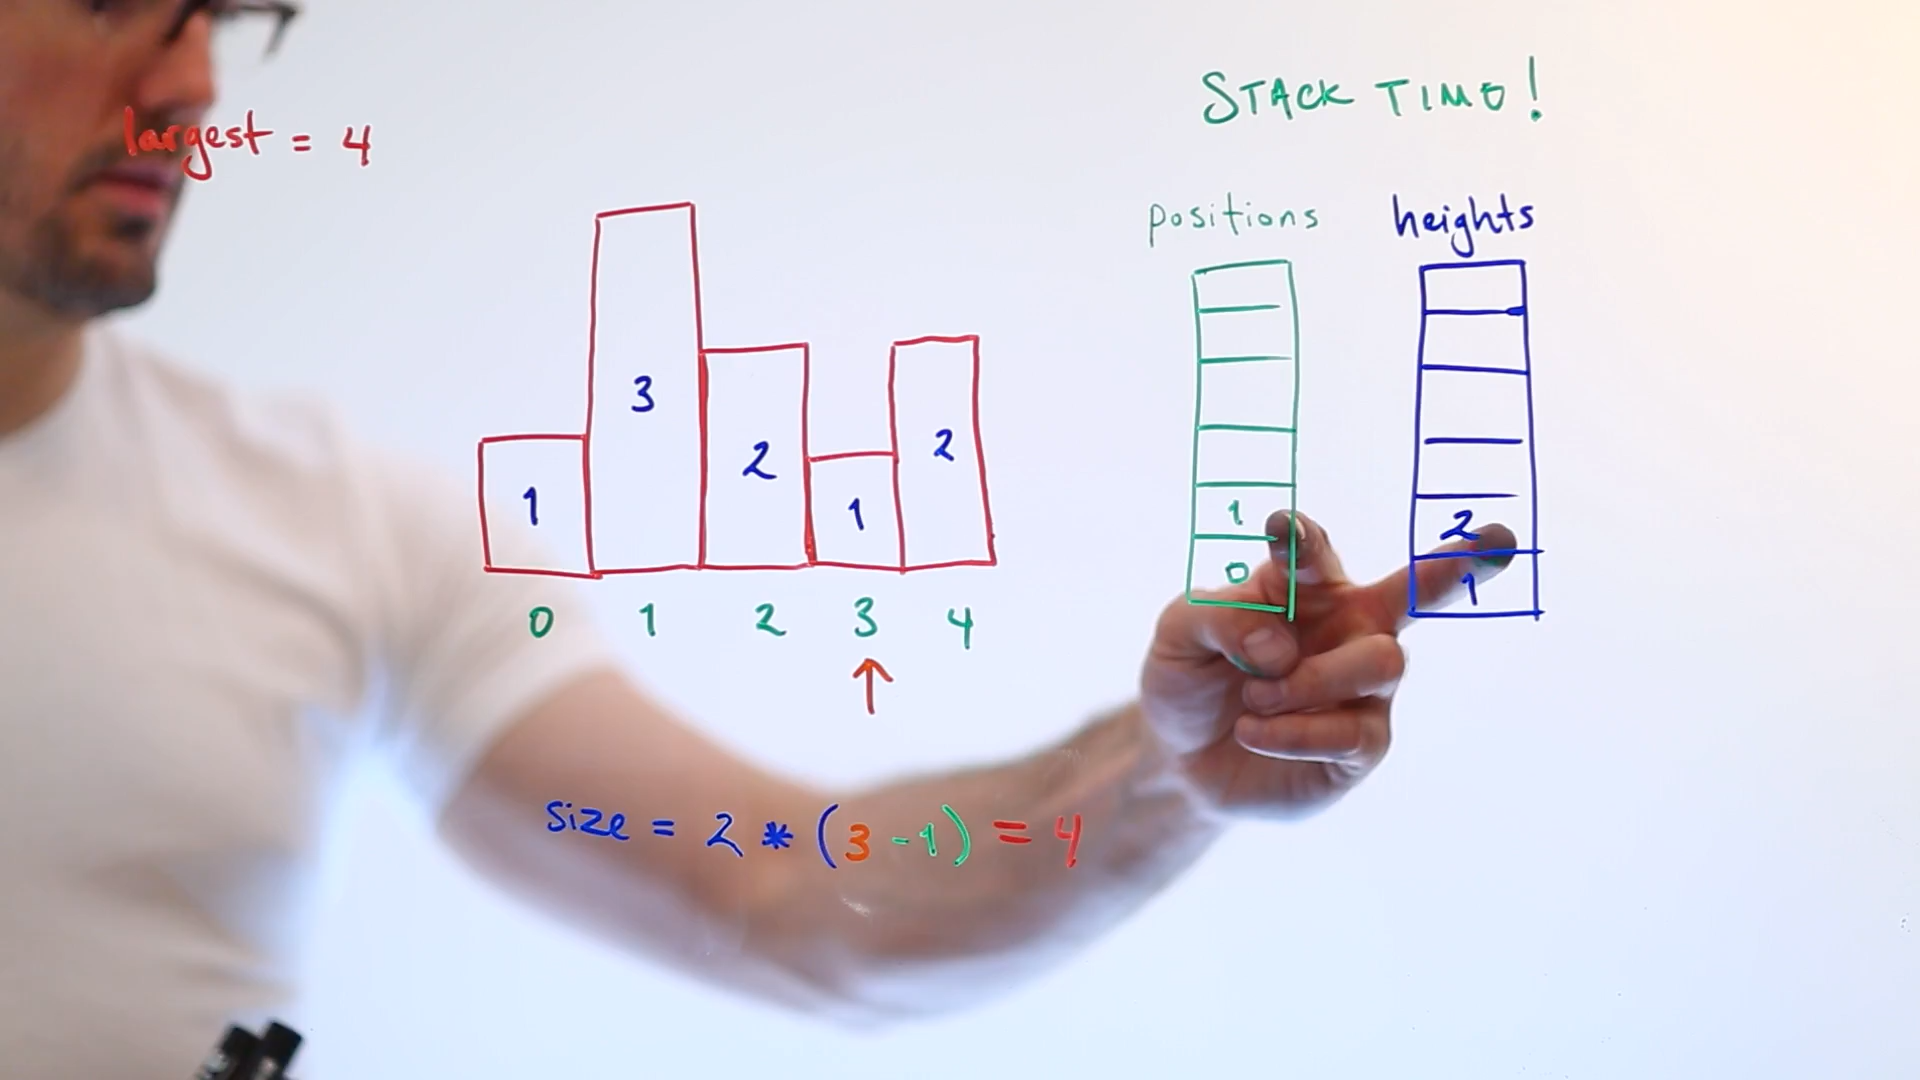 STACK TIMO!
largest = 4
positions
heights
3
2
2
1
1
1
0
2
1
0 1 2 3 4
size = 2 * (3 - 1) = 4